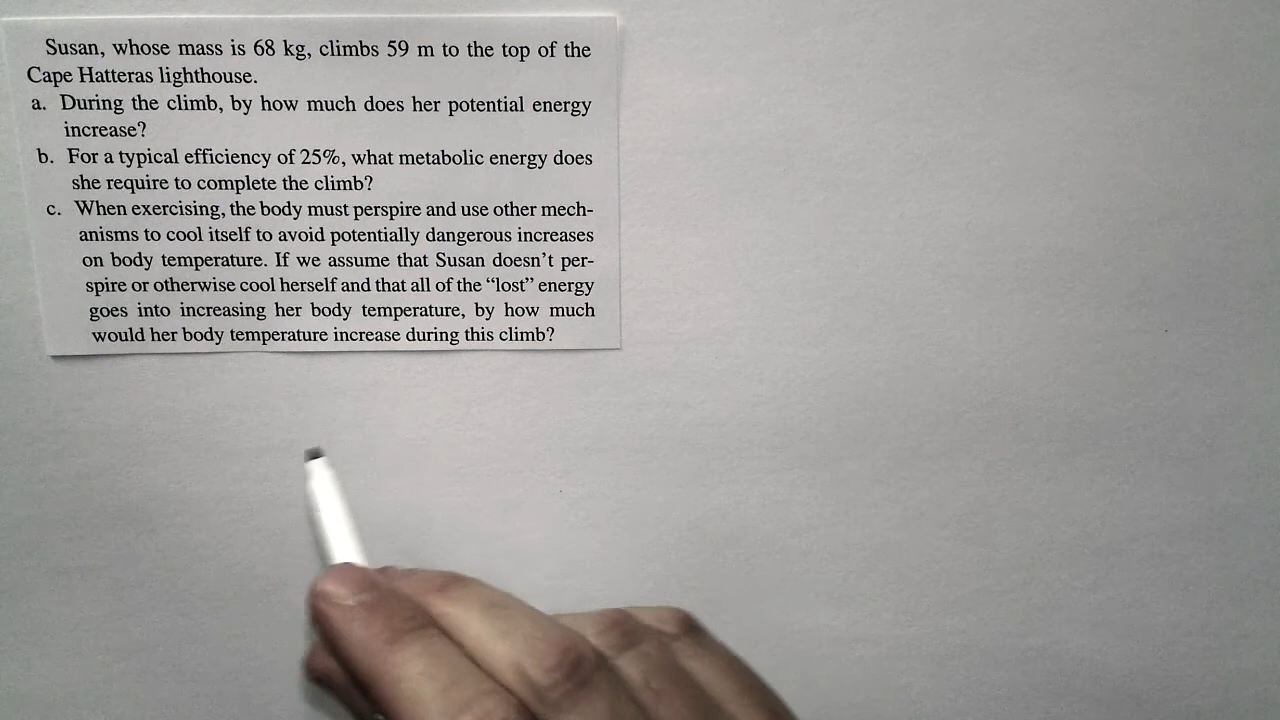 Susan, whose mass is 68 kg, climbs 59 m to the top of the
Cape Hatteras lighthouse.
a. During the climb, by how much does her potential energy
increase?
b. For a typical efficiency of 25%, what metabolic energy does
she require to complete the climb?
c. When exercising, the body must perspire and use other mech-
anisms to cool itself to avoid potentially dangerous increases
on body temperature. If we assume that Susan doesn't per-
spire or otherwise cool herself and that all of the “lost” energy
goes into increasing her body temperature, by how much
would her body temperature increase during this climb?